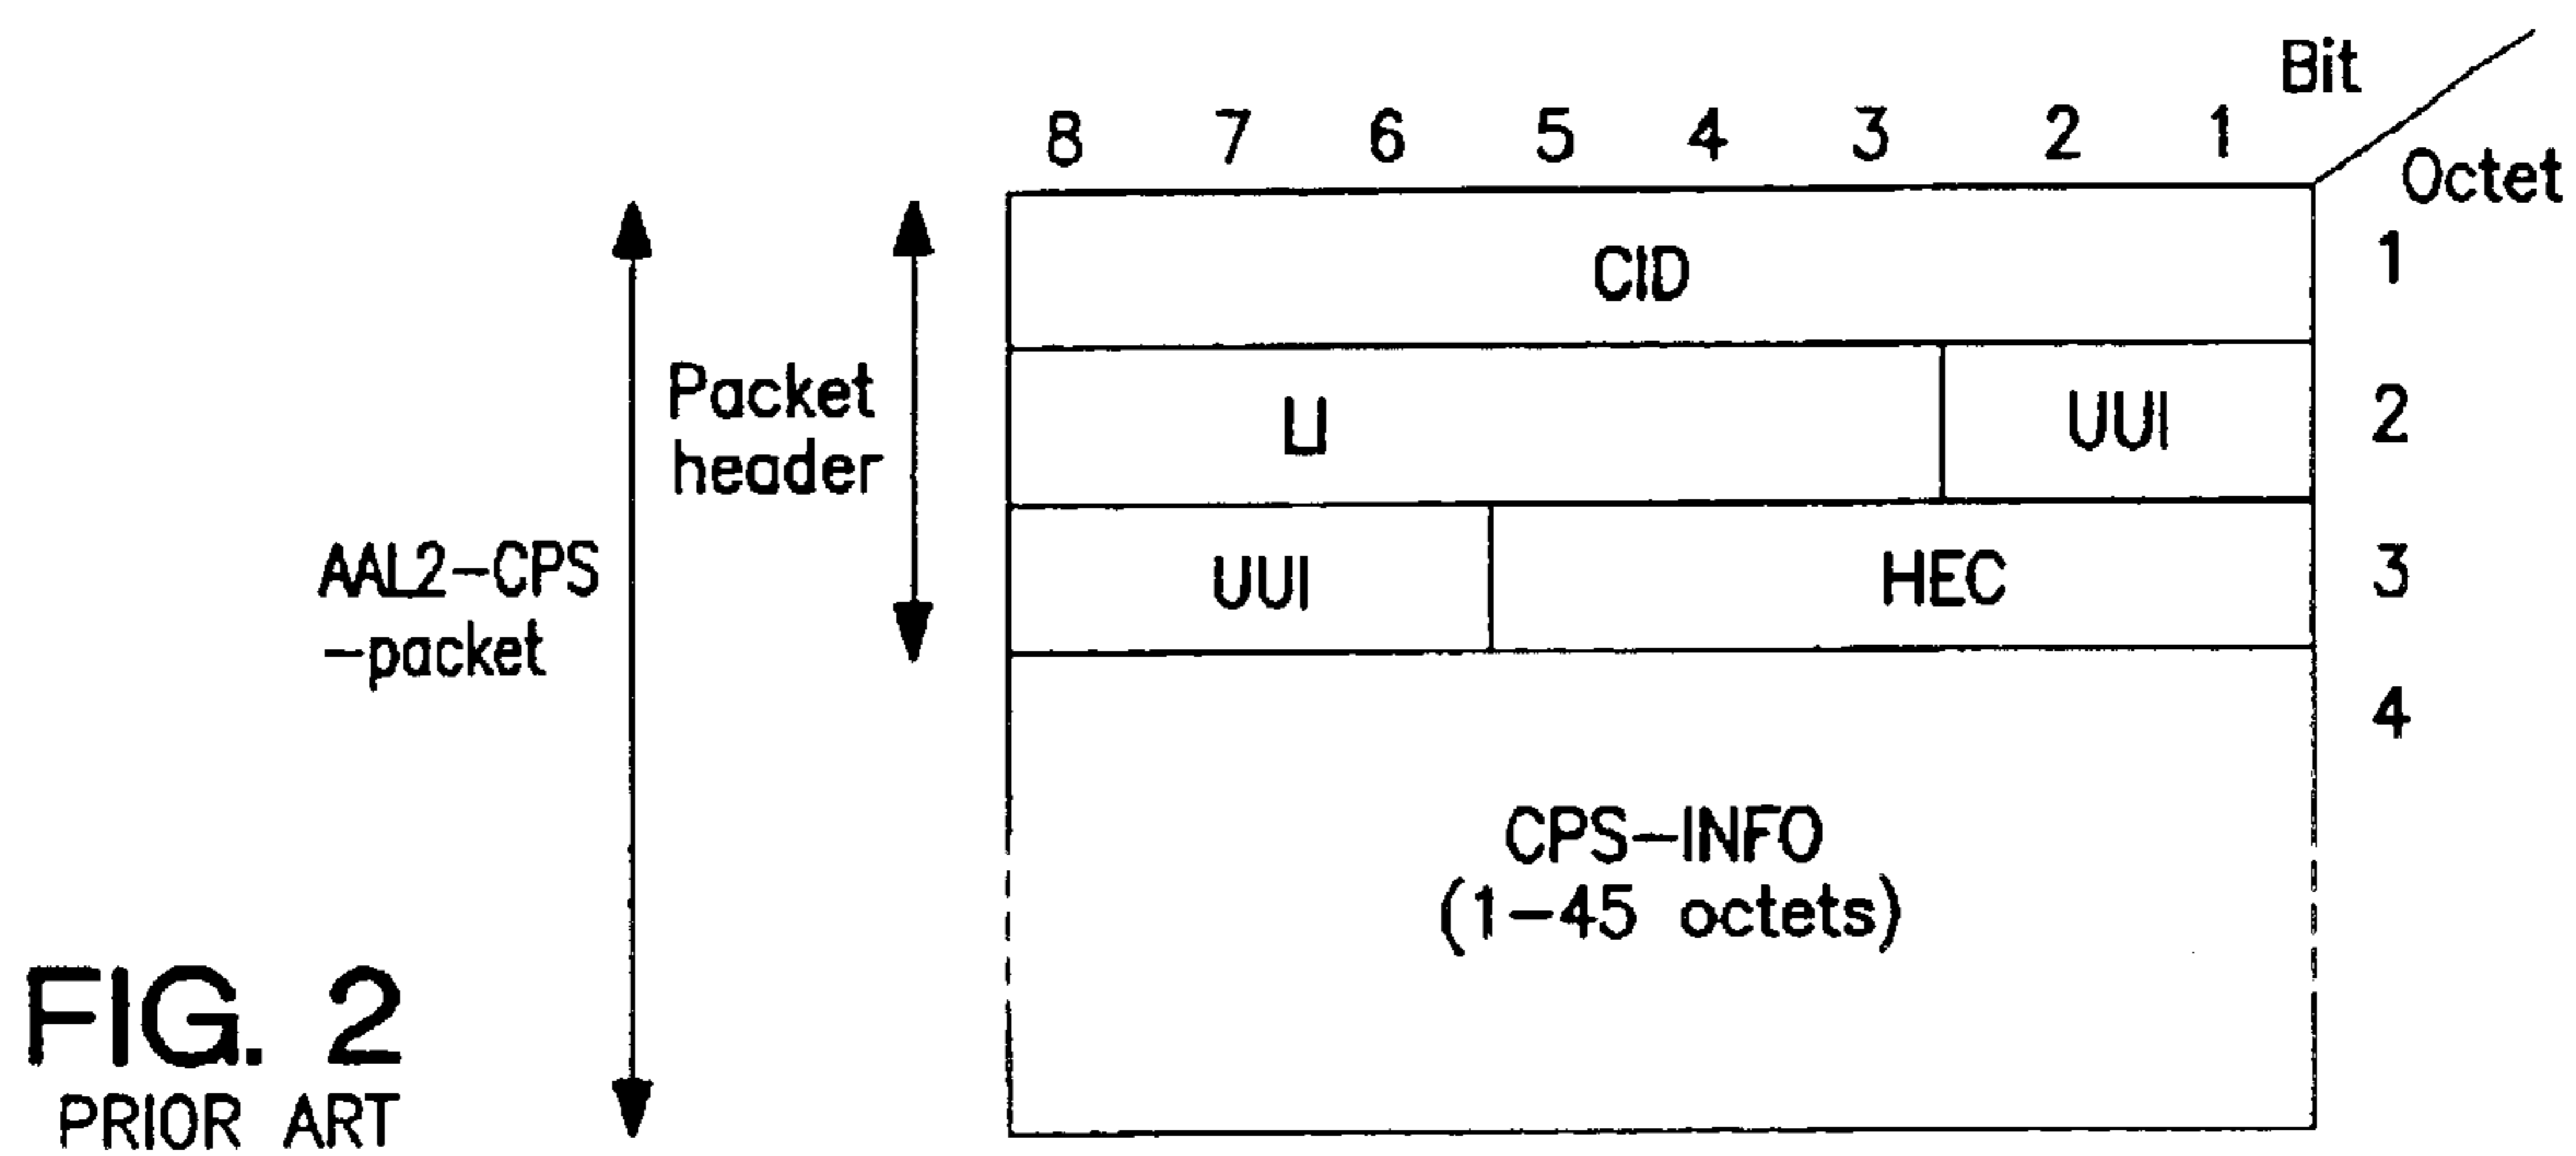 Bit
8 7 6 5 4 3 2 1
Octet
CID 1
LI UUI 2
UUI HEC 3
4
Packet
header
AAL2-CPS
-packet
CPS-INFO
(1-45 octets)
FIG. 2
PRIOR ART